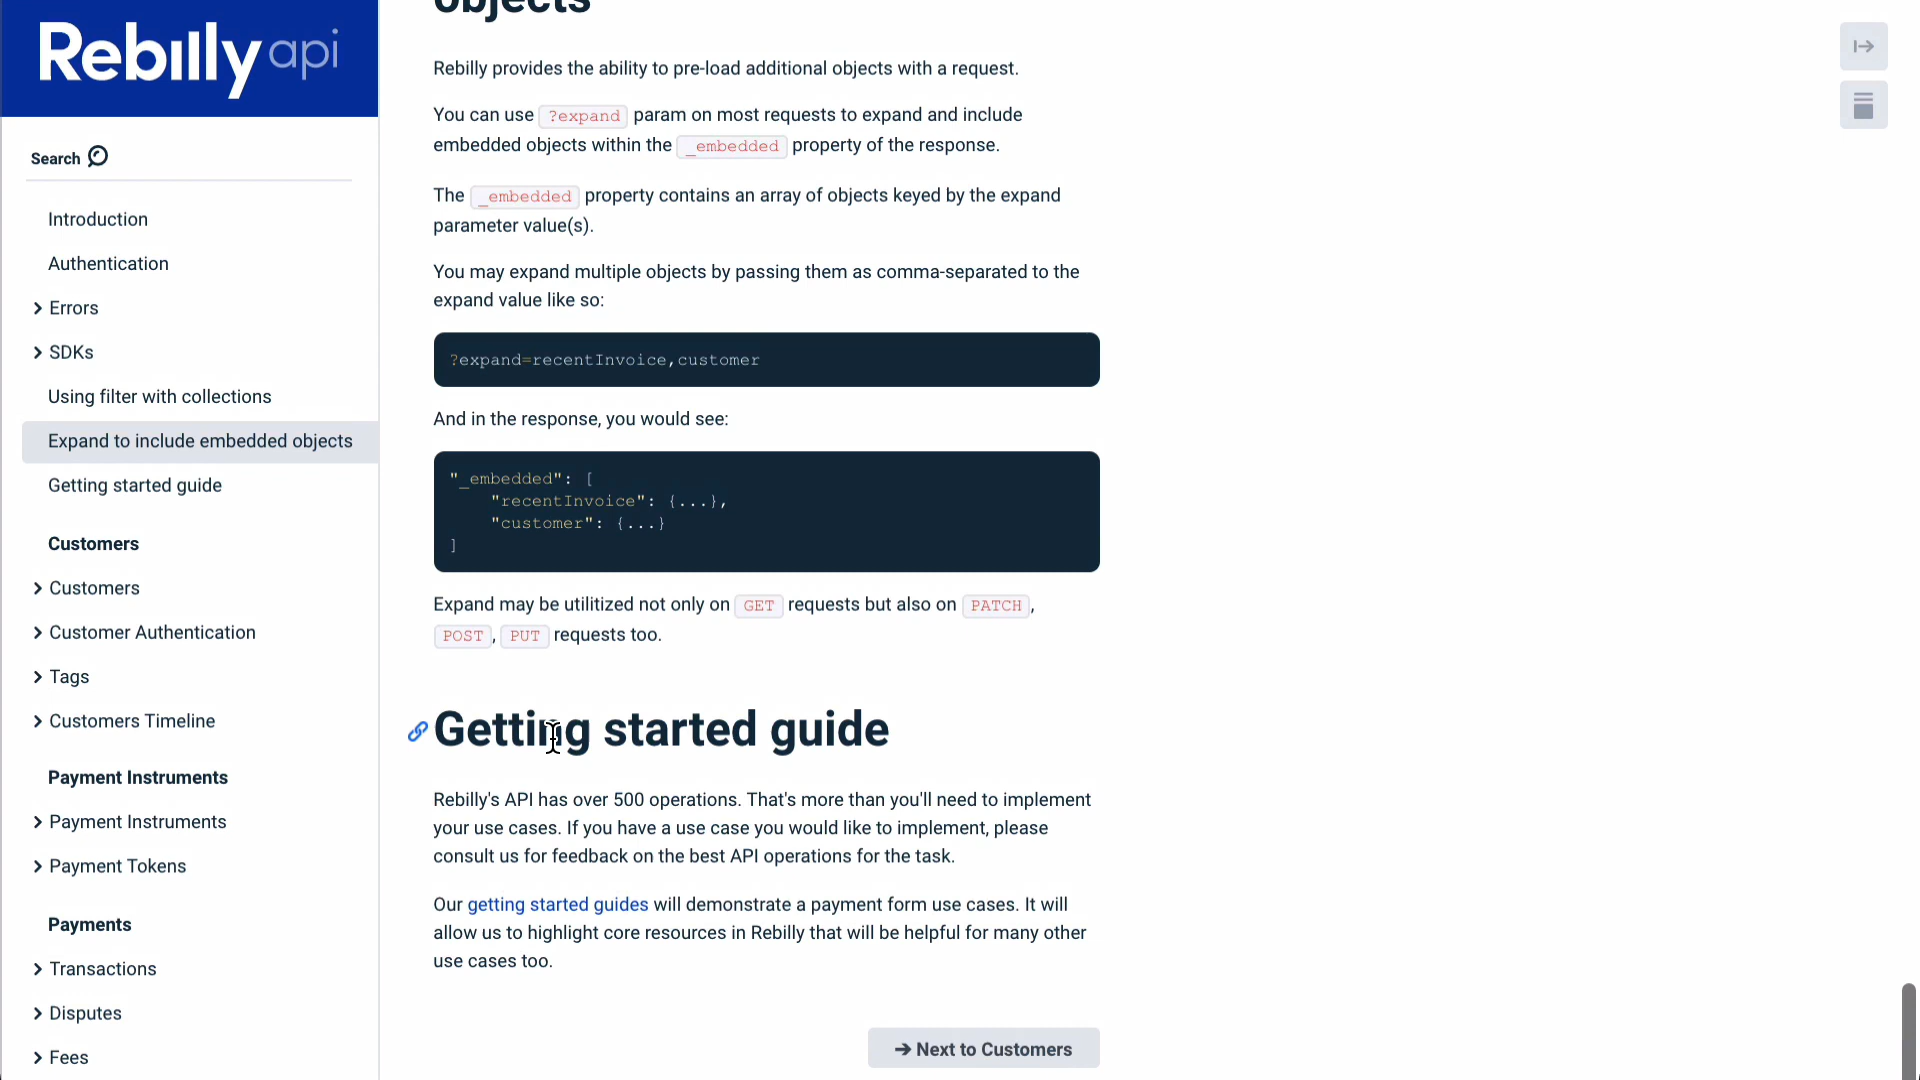 Rebilly api
Search
Introduction
Authentication
Errors
SDKs
Using filter with collections
Expand to include embedded objects
Getting started guide
Customers
Customers
Customer Authentication
Tags
Customers Timeline
Payment Instruments
Payment Instruments
Payment Tokens
Payments
Transactions
Disputes
Fees
objects
Rebilly provides the ability to pre-load additional objects with a request.
You can use ?expand param on most requests to expand and include
embedded objects within the _embedded property of the response.
The _embedded property contains an array of objects keyed by the expand
parameter value(s).
You may expand multiple objects by passing them as comma-separated to the
expand value like so:
?expand=recentInvoice,customer
And in the response, you would see:
"_embedded": [
"recentInvoice": {...},
"customer": {...}
]
Expand may be utilitized not only on GET requests but also on PATCH ,
POST , PUT requests too.
Getting started guide
Rebilly's API has over 500 operations. That's more than you'll need to implement
your use cases. If you have a use case you would like to implement, please
consult us for feedback on the best API operations for the task.
Our getting started guides will demonstrate a payment form use cases. It will
allow us to highlight core resources in Rebilly that will be helpful for many other
use cases too.
→ Next to Customers